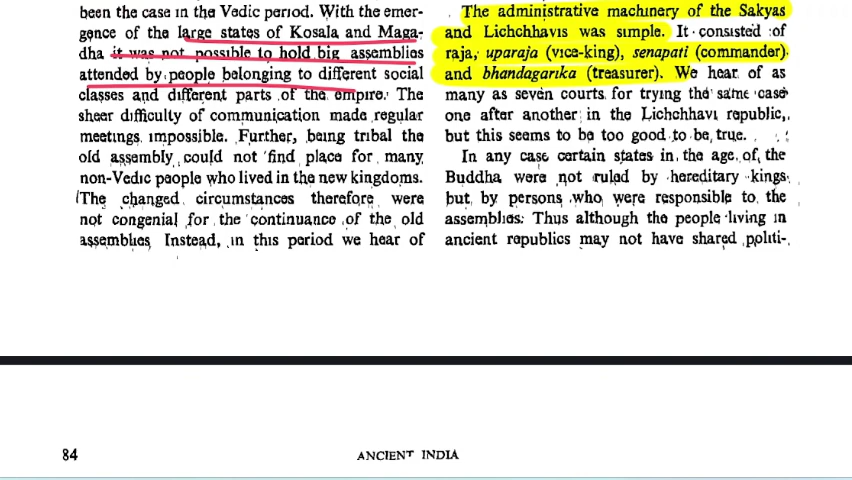 been the case in the Vedic period. With the emer-
gence of the large states of Kosala and Maga-
dha it was not possible to hold big assemblies
attended by people belonging to different social
classes and different parts of the empire. The
sheer difficulty of communication made regular
meetings impossible. Further, being tribal the
old assembly could not find place for many
non-Vedic people who lived in the new kingdoms.
The changed circumstances therefore were
not congenial for the continuance of the old
assemblies Instead, in this period we hear of
The administrative machinery of the Sakyas
and Lichchhavis was simple. It consisted of
raja, uparaja (vice-king), senapati (commander)
and bhandagarika (treasurer). We hear of as
many as seven courts for trying the same case
one after another in the Lichchhavi republic,
but this seems to be too good to be true.
In any case certain states in the age of the
Buddha were not ruled by hereditary kings
but by persons who were responsible to the
assemblies: Thus although the people living in
ancient republics may not have shared politi-
84
ANCIENT INDIA